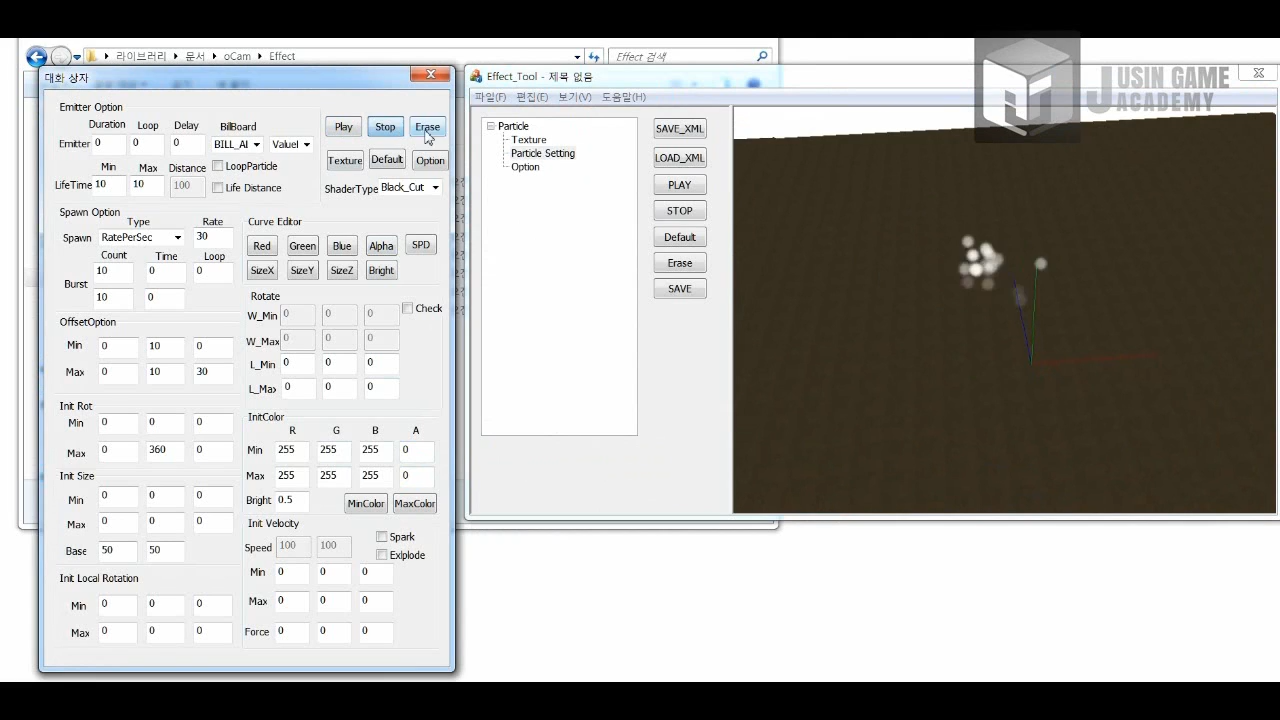 라이브러리 ▸ 문서 ▸ oCam ▸ Effect
Effect 검색
대화 상자
Emitter Option
Duration Loop Delay BillBoard
Emitter 0 0 0 BILL_Al Valuel
Min Max Distance LoopParticle
LifeTime 10 10 100 Life Distance
Play Stop Erase
Texture Default Option
ShaderType Black_Cut
Spawn Option
Type Rate
Spawn RatePerSec 30
Count Time Loop
Burst 10 0 0
10 0
OffsetOption
Min 0 10 0
Max 0 10 30
Init Rot
Min 0 0 0
Max 0 360 0
Init Size
Min 0 0 0
Max 0 0 0
Base 50 50
Init Local Rotation
Min 0 0 0
Max 0 0 0
Curve Editor
Red Green Blue Alpha SPD
SizeX SizeY SizeZ Bright
Rotate
W_Min 0 0 0 Check
W_Max 0 0 0
L_Min 0 0 0
L_Max 0 0 0
InitColor
R G B A
Min 255 255 255 0
Max 255 255 255 0
Bright 0.5 MinColor MaxColor
Init Velocity
Spark
Speed 100 100
Exlplode
Min 0 0 0
Max 0 0 0
Force 0 0 0
Effect_Tool - 제목 없음
파일(F) 편집(E) 보기(V) 도움말(H)
Particle
Texture
Particle Setting
Option
SAVE_XML
LOAD_XML
PLAY
STOP
Default
Erase
SAVE
JUSIN GAME
ACADEMY